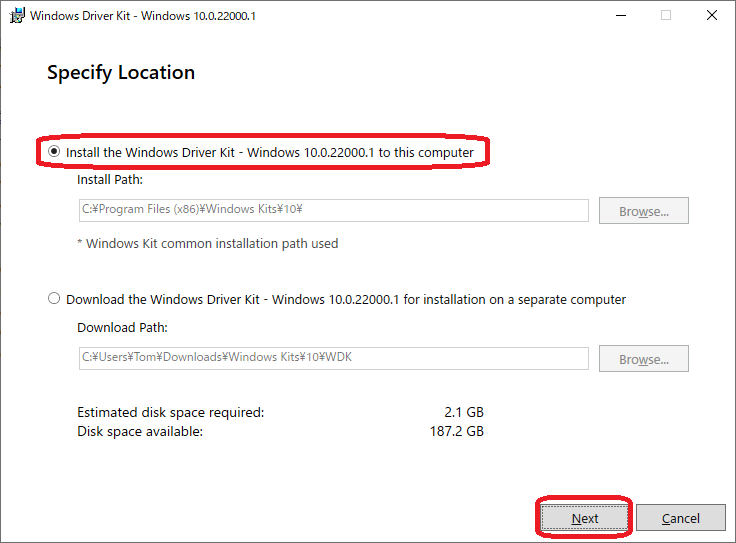 Windows Driver Kit - Windows 10.0.22000.1
Specify Location
Install the Windows Driver Kit - Windows 10.0.22000.1 to this computer
Install Path:
C:¥Program Files (x86)¥Windows Kits¥10¥
Browse...
* Windows Kit common installation path used
Download the Windows Driver Kit - Windows 10.0.22000.1 for installation on a separate computer
Download Path:
C:¥Users¥Tom¥Downloads¥Windows Kits¥10¥WDK
Browse...
Estimated disk space required: 2.1 GB
Disk space available: 187.2 GB
Next Cancel